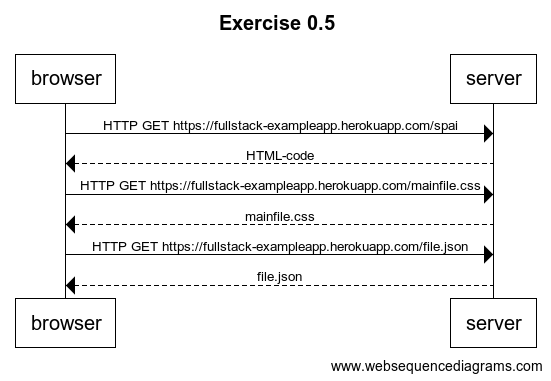 Exercise 0.5
browser
server
HTTP GET https://fullstack-exampleapp.herokuapp.com/spai
HTML-code
HTTP GET https://fullstack-exampleapp.herokuapp.com/mainfile.css
mainfile.css
HTTP GET https://fullstack-exampleapp.herokuapp.com/file.json
file.json
browser
server
www.websequencediagrams.com